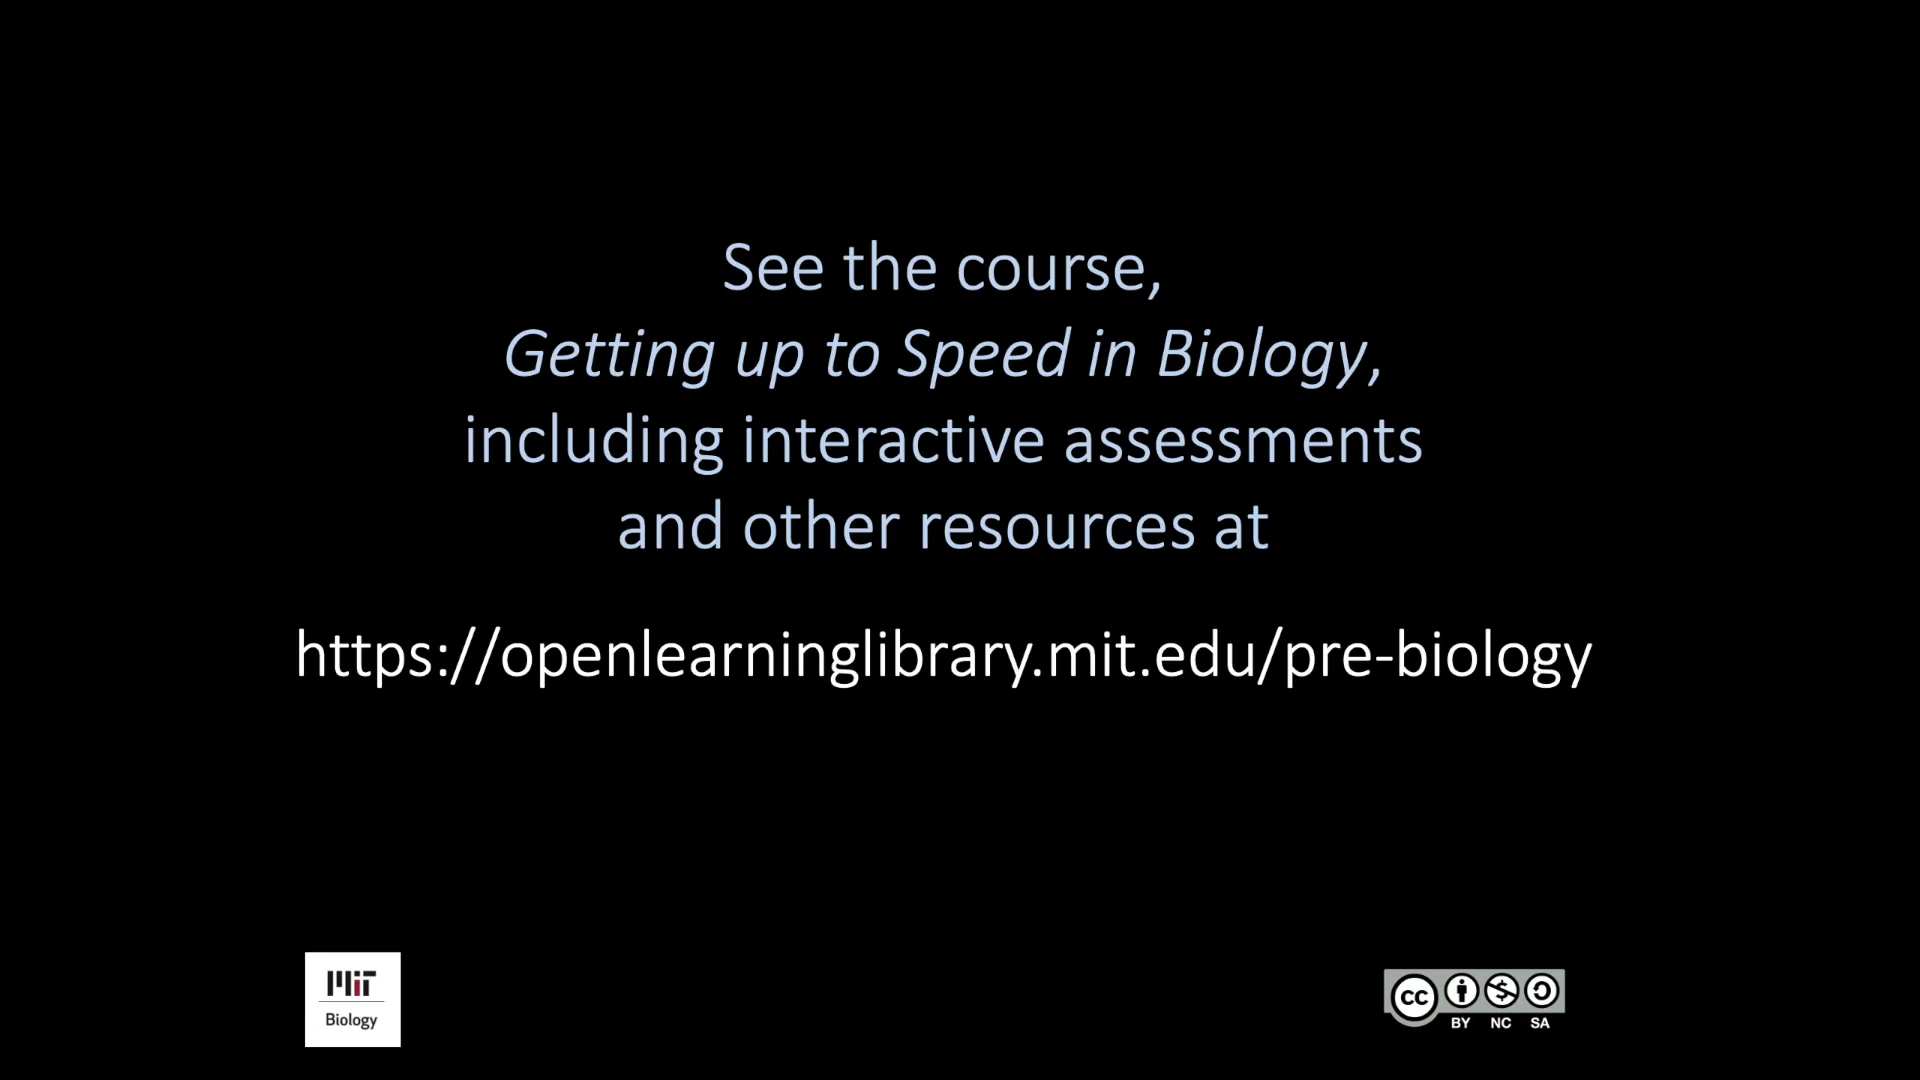 See the course,
Getting up to Speed in Biology,
including interactive assessments
and other resources at
https://openlearninglibrary.mit.edu/pre-biology
MIT
Biology
cc
BY NC SA